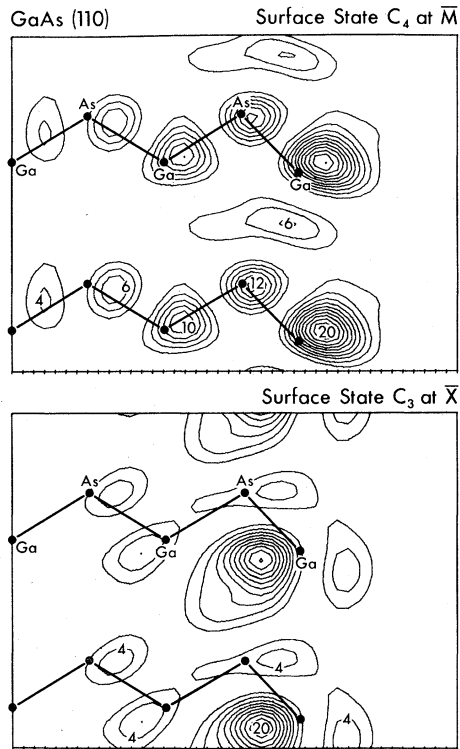 GaAs (110) Surface State C4 at M̅
As As
Ga Ga Ga
6
4 6 10 12 20
Surface State C3 at X̅
As As
Ga Ga Ga
4 4
4 20 4